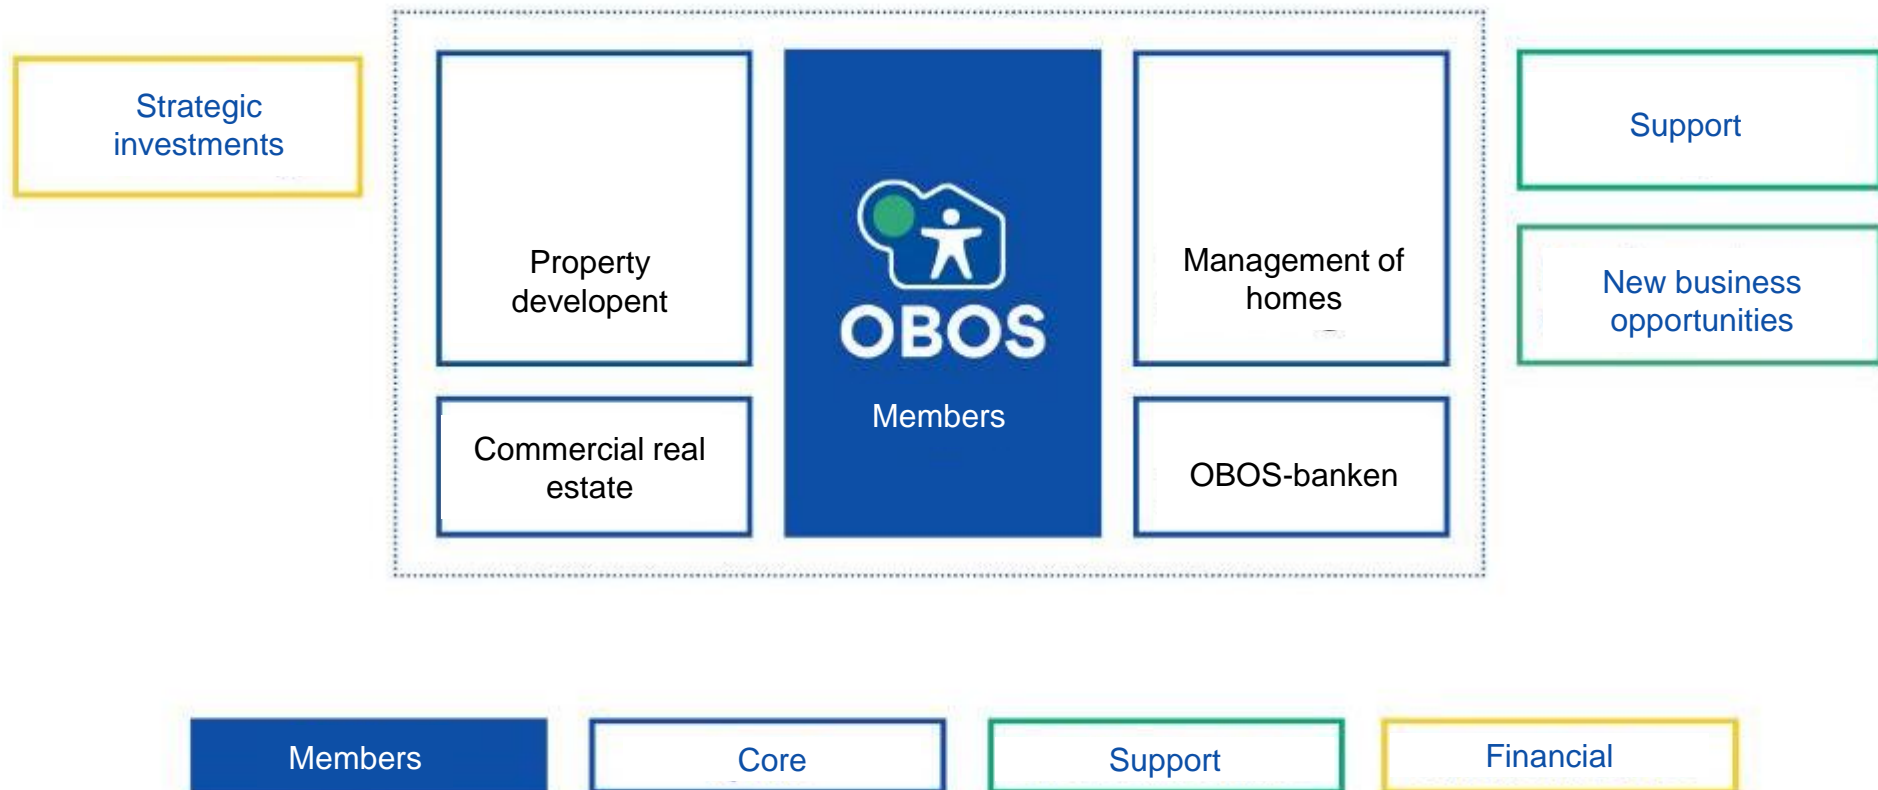 Strategic
investments
Property
developent
Commercial real
estate
OBOS
Members
Management of
homes
OBOS-banken
Support
New business
opportunities
Members
Core
Support
Financial